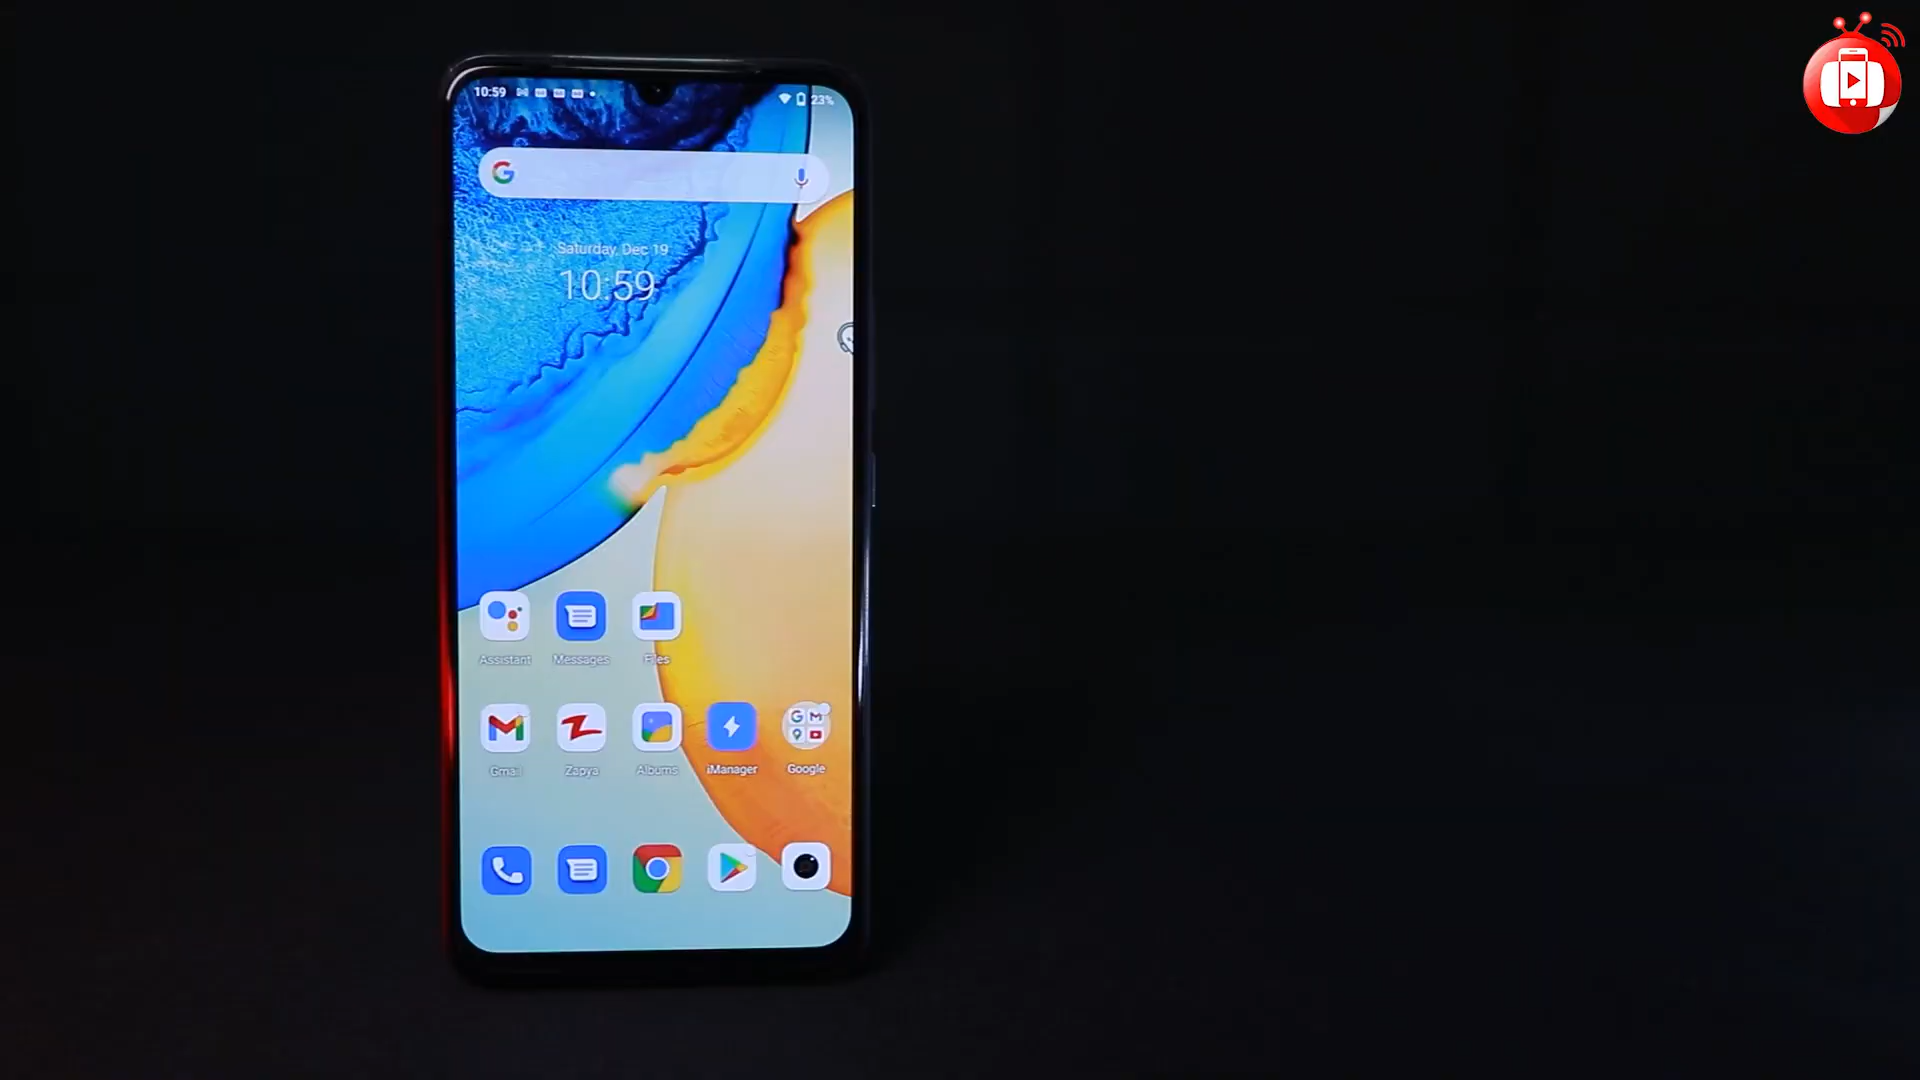 10:59
23%
Saturday, Dec 19
10:59
Assistant Messages Files
Gmail Zapya Albums iManager Google